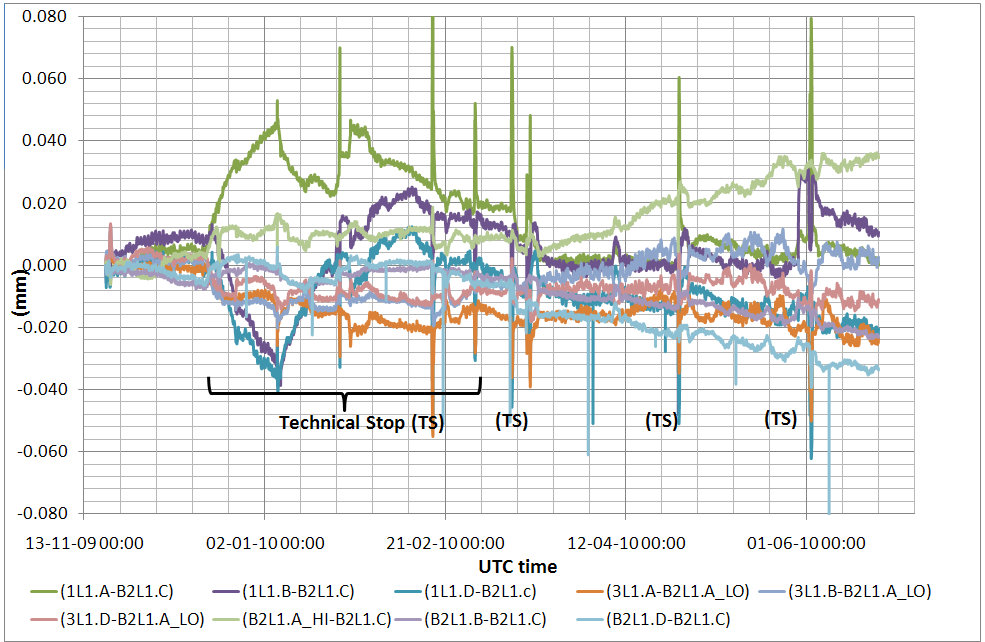 0.080
0.060
0.040
0.020
0.000
-0.020
-0.040
-0.060
-0.080
(mm)
Technical Stop (TS)
(TS)
(TS)
(TS)
13-11-09 00:00
02-01-10 00:00
21-02-10 00:00
12-04-10 00:00
01-06-10 00:00
UTC time
(1L1.A-B2L1.C)
(1L1.B-B2L1.C)
(1L1.D-B2L1.c)
(3L1.A-B2L1.A_LO)
(3L1.B-B2L1.A_LO)
(3L1.D-B2L1.A_LO)
(B2L1.A_HI-B2L1.C)
(B2L1.B-B2L1.C)
(B2L1.D-B2L1.C)